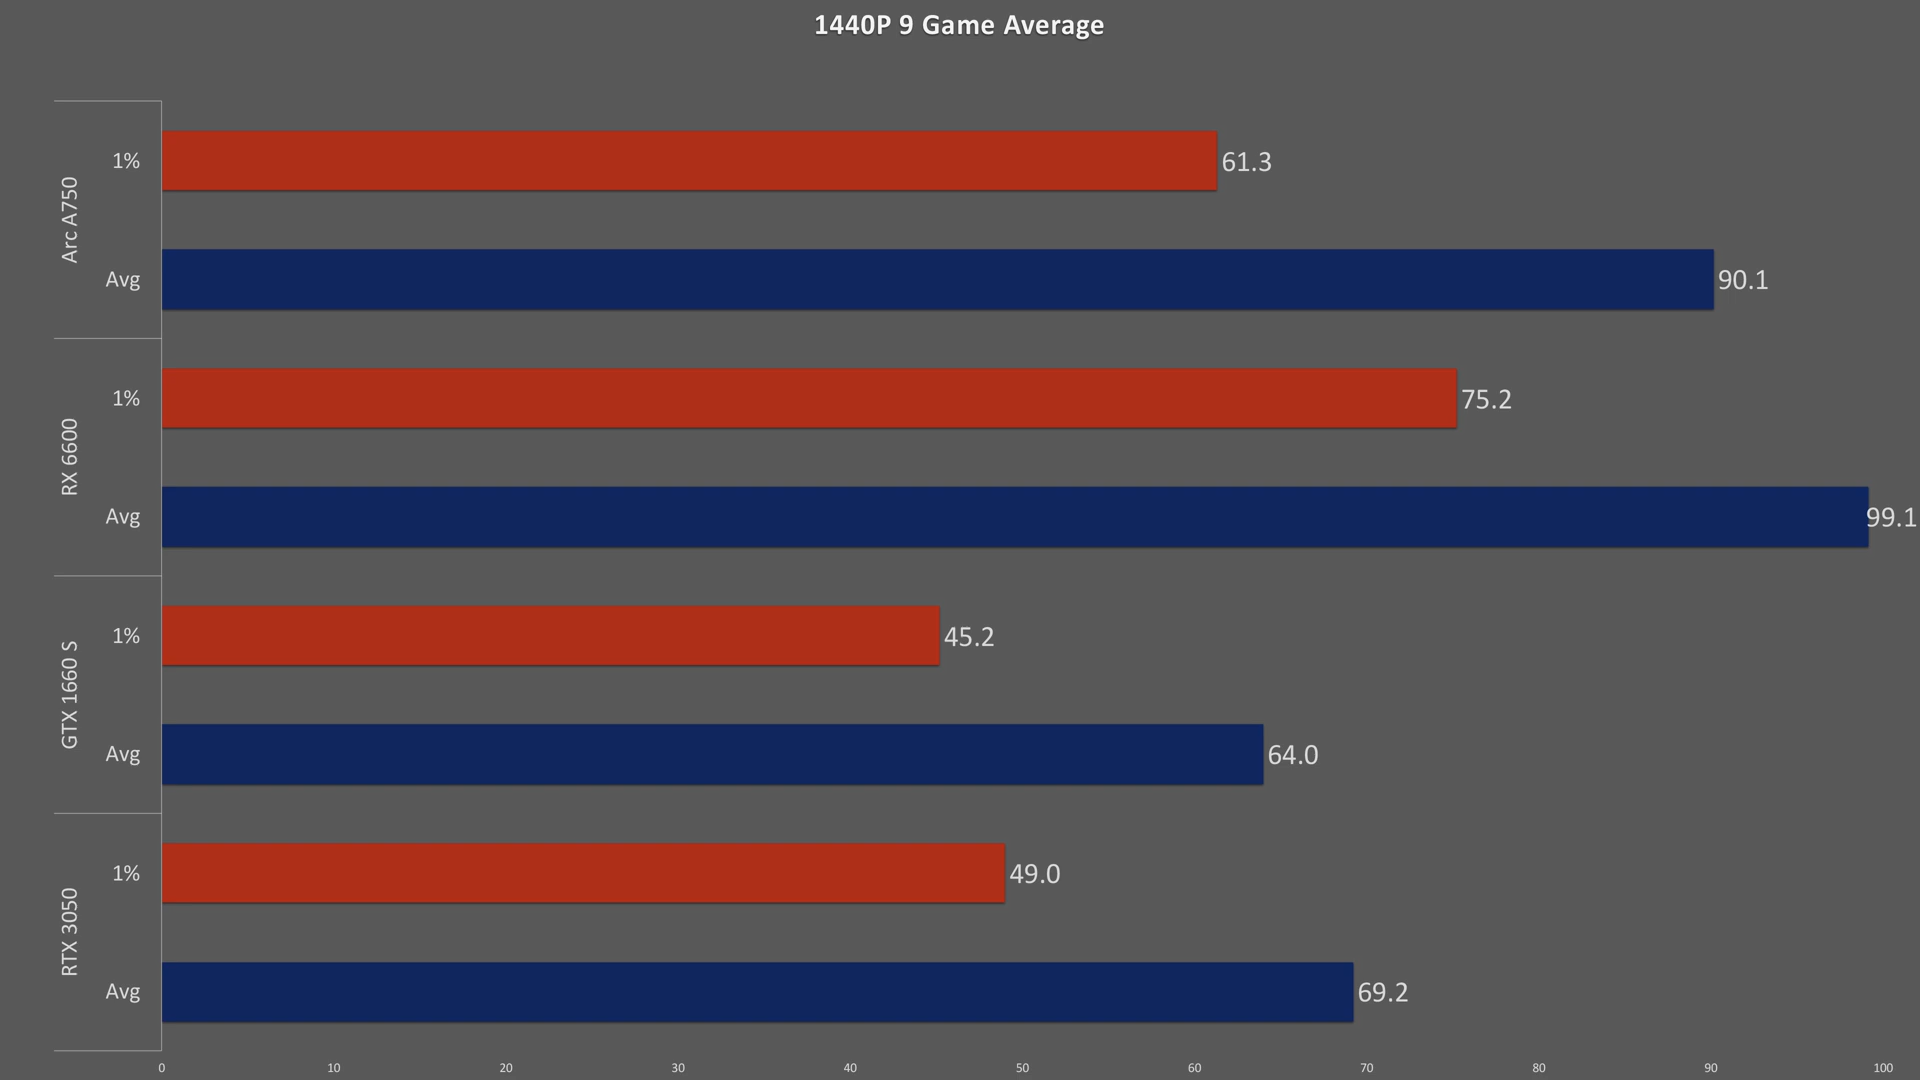 1440P 9 Game Average
Arc A750
1%
61.3
Avg
90.1
RX 6600
1%
75.2
Avg
99.1
GTX 1660 S
1%
45.2
Avg
64.0
RTX 3050
1%
49.0
Avg
69.2
0 10 20 30 40 50 60 70 80 90 100